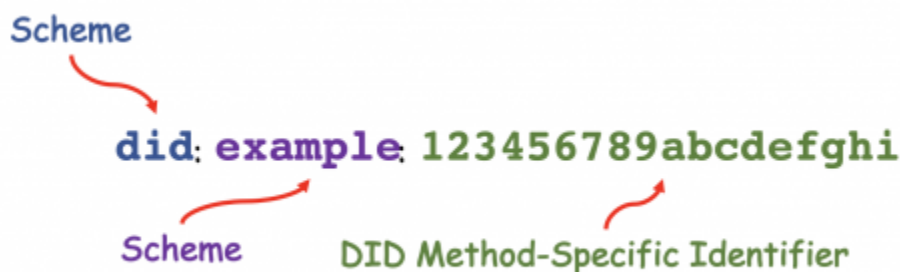 Scheme
did: example: 123456789abcdefghi
Scheme
DID Method-Specific Identifier